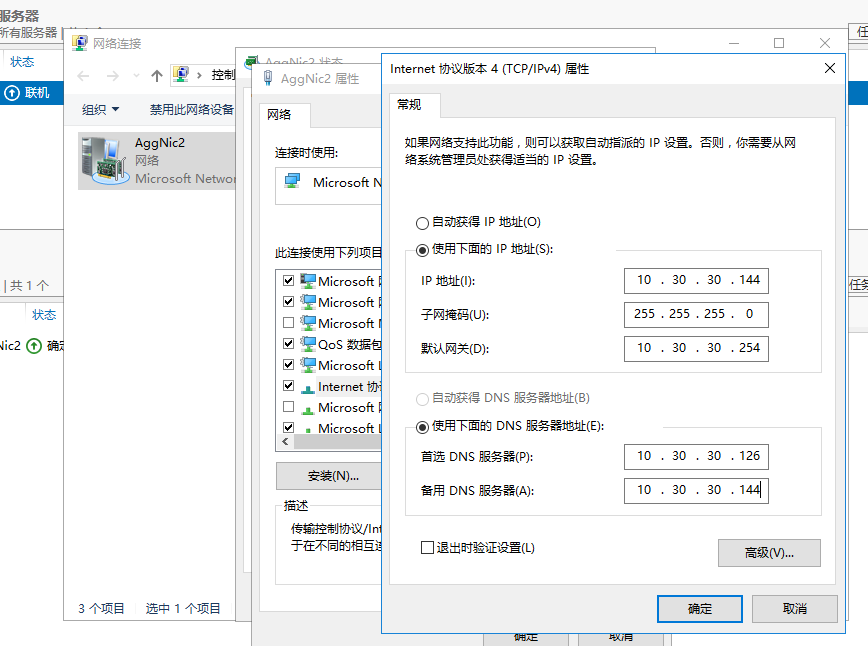 服务器
所有服务器 |
任
状态
联机
| 共 1 个
任务
状态
Nic2 确定
网络连接
控制
组织
禁用此网络设备
AggNic2
网络
Microsoft Networ
3 个项目
选中 1 个项目
AggNic2 状态
AggNic2 属性
网络
连接时使用:
Microsoft N
此连接使用下列项目
Microsoft
Microsoft
Microsoft N
QoS 数据包
Microsoft L
Internet 协议
Microsoft
Microsoft L
安装(N)...
描述
传输控制协议/Int
于在不同的相互连
确定
取消
Internet 协议版本 4 (TCP/IPv4) 属性
常规
如果网络支持此功能，则可以获取自动指派的 IP 设置。否则，你需要从网
络系统管理员处获得适当的 IP 设置。
自动获得 IP 地址(O)
使用下面的 IP 地址(S):
IP 地址(I):
10 . 30 . 30 . 144
子网掩码(U):
255 . 255 . 255 . 0
默认网关(D):
10 . 30 . 30 . 254
自动获得 DNS 服务器地址(B)
使用下面的 DNS 服务器地址(E):
首选 DNS 服务器(P):
10 . 30 . 30 . 126
备用 DNS 服务器(A):
10 . 30 . 30 . 144
退出时验证设置(L)
高级(V)...
确定
取消